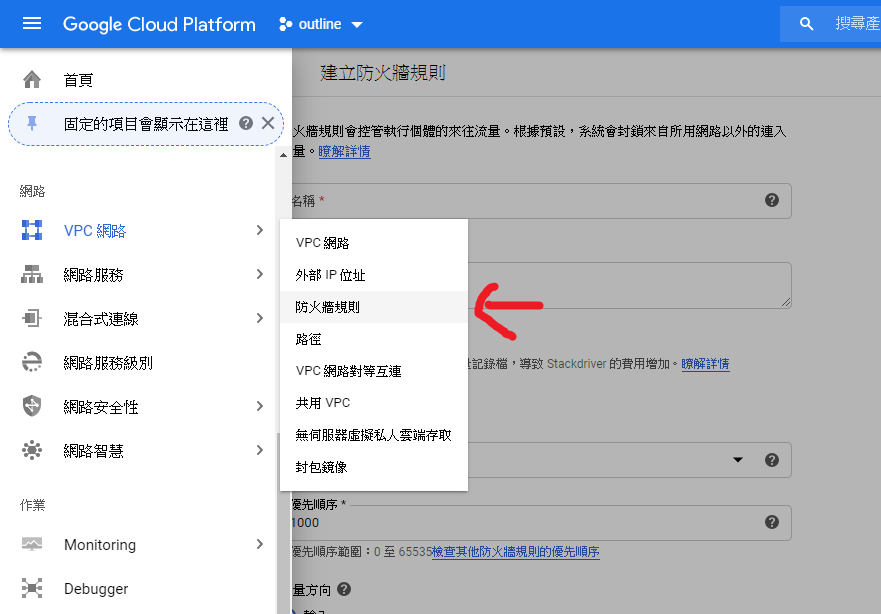 Google Cloud Platform
outline
搜尋產
首頁
固定的項目會顯示在這裡
網路
VPC 網路
網路服務
混合式連線
網路服務級別
網路安全性
網路智慧
作業
Monitoring
Debugger
VPC 網路
外部 IP 位址
防火牆規則
路徑
VPC 網路對等互連
共用 VPC
無伺服器虛擬私人雲端存取
封包鏡像
建立防火牆規則
火牆規則會控管執行個體的來往流量。根據預設，系統會封鎖來自所用網路以外的連入
量。瞭解詳情
名稱 *
記錄檔，導致 Stackdriver 的費用增加。瞭解詳情
優先順序 *
1000
優先順序範圍：0 至 65535檢查其他防火牆規則的優先順序
量方向